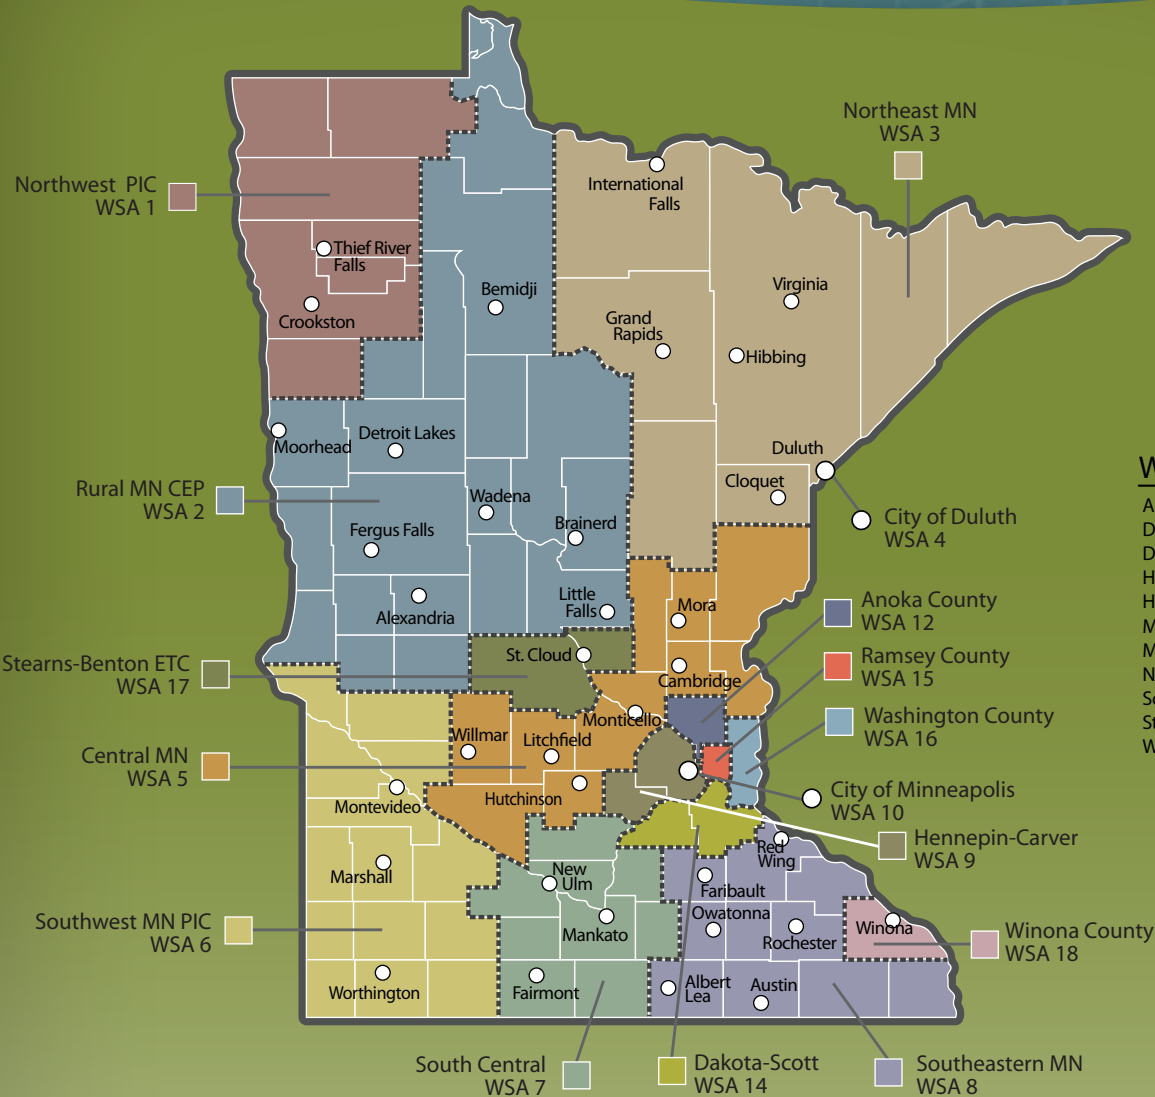 Northeast MN
WSA 3
Northwest PIC
WSA 1
International
Falls
Thief River
Falls
Crookston
Bemidji
Virginia
Grand
Rapids
Hibbing
Moorhead
Detroit Lakes
Duluth
Cloquet
Rural MN CEP
WSA 2
Wadena
Brainerd
Fergus Falls
City of Duluth
WSA 4
Alexandria
Little
Falls
Mora
Anoka County
WSA 12
Stearns-Benton ETC
WSA 17
St. Cloud
Cambridge
Ramsey County
WSA 15
Monticello
Washington County
WSA 16
Central MN
WSA 5
Willmar
Litchfield
Hutchinson
Montevideo
City of Minneapolis
WSA 10
Hennepin-Carver
WSA 9
Red
Wing
Marshall
New
Ulm
Faribault
Southwest MN PIC
WSA 6
Mankato
Owatonna
Rochester
Winona
Winona County
WSA 18
Worthington
Fairmont
Albert
Lea
Austin
South Central
WSA 7
Dakota-Scott
WSA 14
Southeastern MN
WSA 8
W
A
D
D
H
H
M
M
N
So
St
W